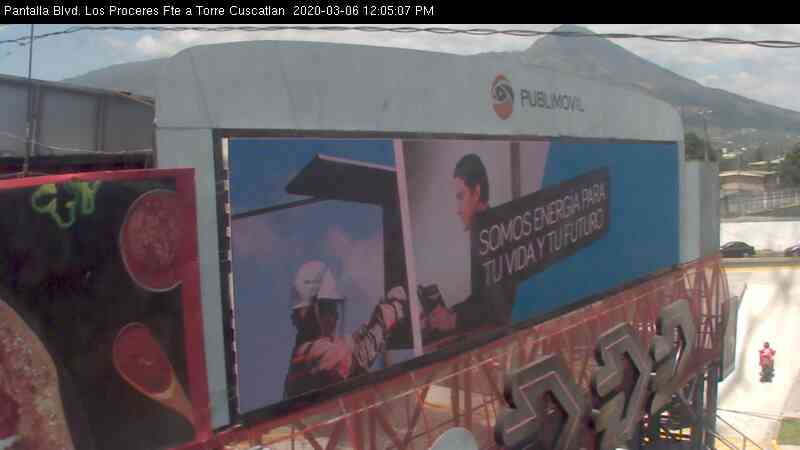 Pantalla Blvd. Los Proceres Fte a Torre Cuscatlan 2020-03-06 12:05:07 PM
PUBLIMOVIL
SOMOS ENERGÍA PARA
TU VIDA Y TU FUTURO